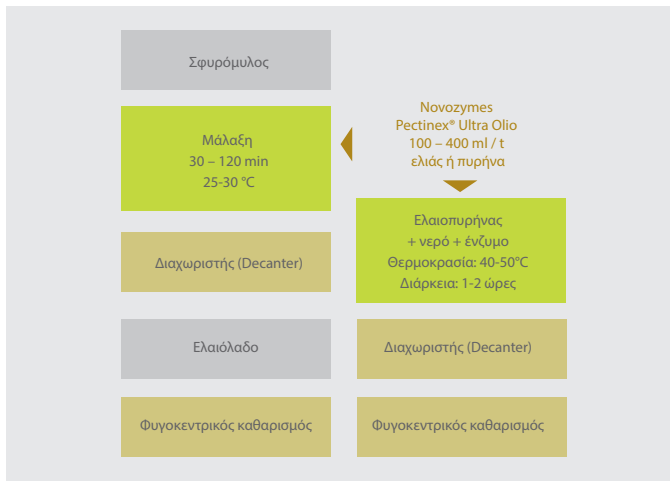 Σφυρόμυλος
Μάλαξη
30 – 120 min
25-30 °C
Novozymes
Pectinex® Ultra Olio
100 – 400 ml / t
ελιάς ή πυρήνα
Ελαιοπυρήνας
+ νερό + ένζυμο
Θερμοκρασία: 40-50°C
Διάρκεια: 1-2 ώρες
Διαχωριστής (Decanter)
Ελαιόλαδο
Διαχωριστής (Decanter)
Φυγοκεντρικός καθαρισμός
Φυγοκεντρικός καθαρισμός